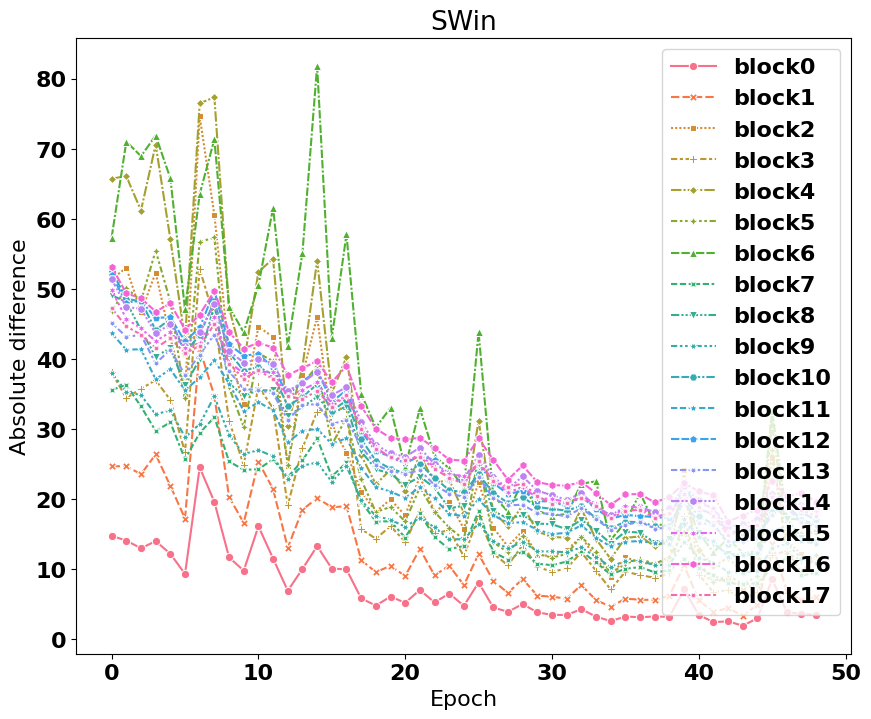 SWin
Absolute difference
80
70
60
50
40
30
20
10
0
0 10 20 30 40 50
Epoch
block0
block1
block2
block3
block4
block5
block6
block7
block8
block9
block10
block11
block12
block13
block14
block15
block16
block17